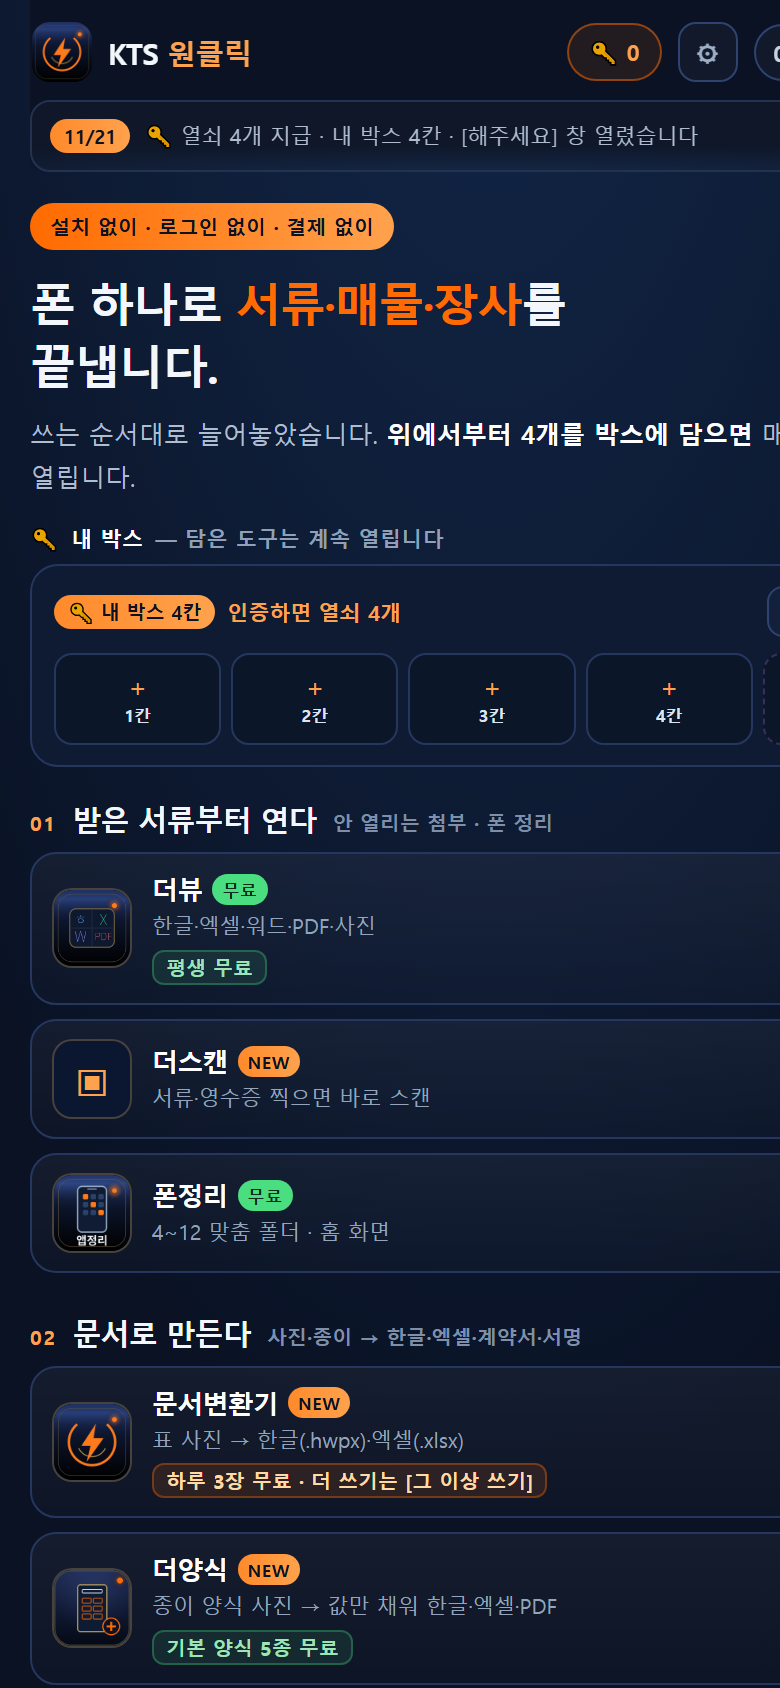 KTS 원클릭
0
11/21 열쇠 4개 지급 · 내 박스 4칸 · [해주세요] 창 열렸습니다
설치 없이 · 로그인 없이 · 결제 없이
폰 하나로 서류·매물·장사를
끝냅니다.
쓰는 순서대로 늘어놓았습니다. 위에서부터 4개를 박스에 담으면
열립니다.
내 박스 — 담은 도구는 계속 열립니다
내 박스 4칸 인증하면 열쇠 4개
+ + + +
1칸 2칸 3칸 4칸
01 받은 서류부터 연다 안 열리는 첨부 · 폰 정리
더뷰 무료
한글·엑셀·워드·PDF·사진
평생 무료
더스캔 NEW
서류·영수증 찍으면 바로 스캔
폰정리 무료
4~12 맞춤 폴더 · 홈 화면
앱정리
02 문서로 만든다 사진·종이 → 한글·엑셀·계약서·서명
문서변환기 NEW
표 사진 → 한글(.hwpx)·엑셀(.xlsx)
하루 3장 무료 · 더 쓰기는 [그 이상 쓰기]
더양식 NEW
종이 양식 사진 → 값만 채워 한글·엑셀·PDF
기본 양식 5종 무료